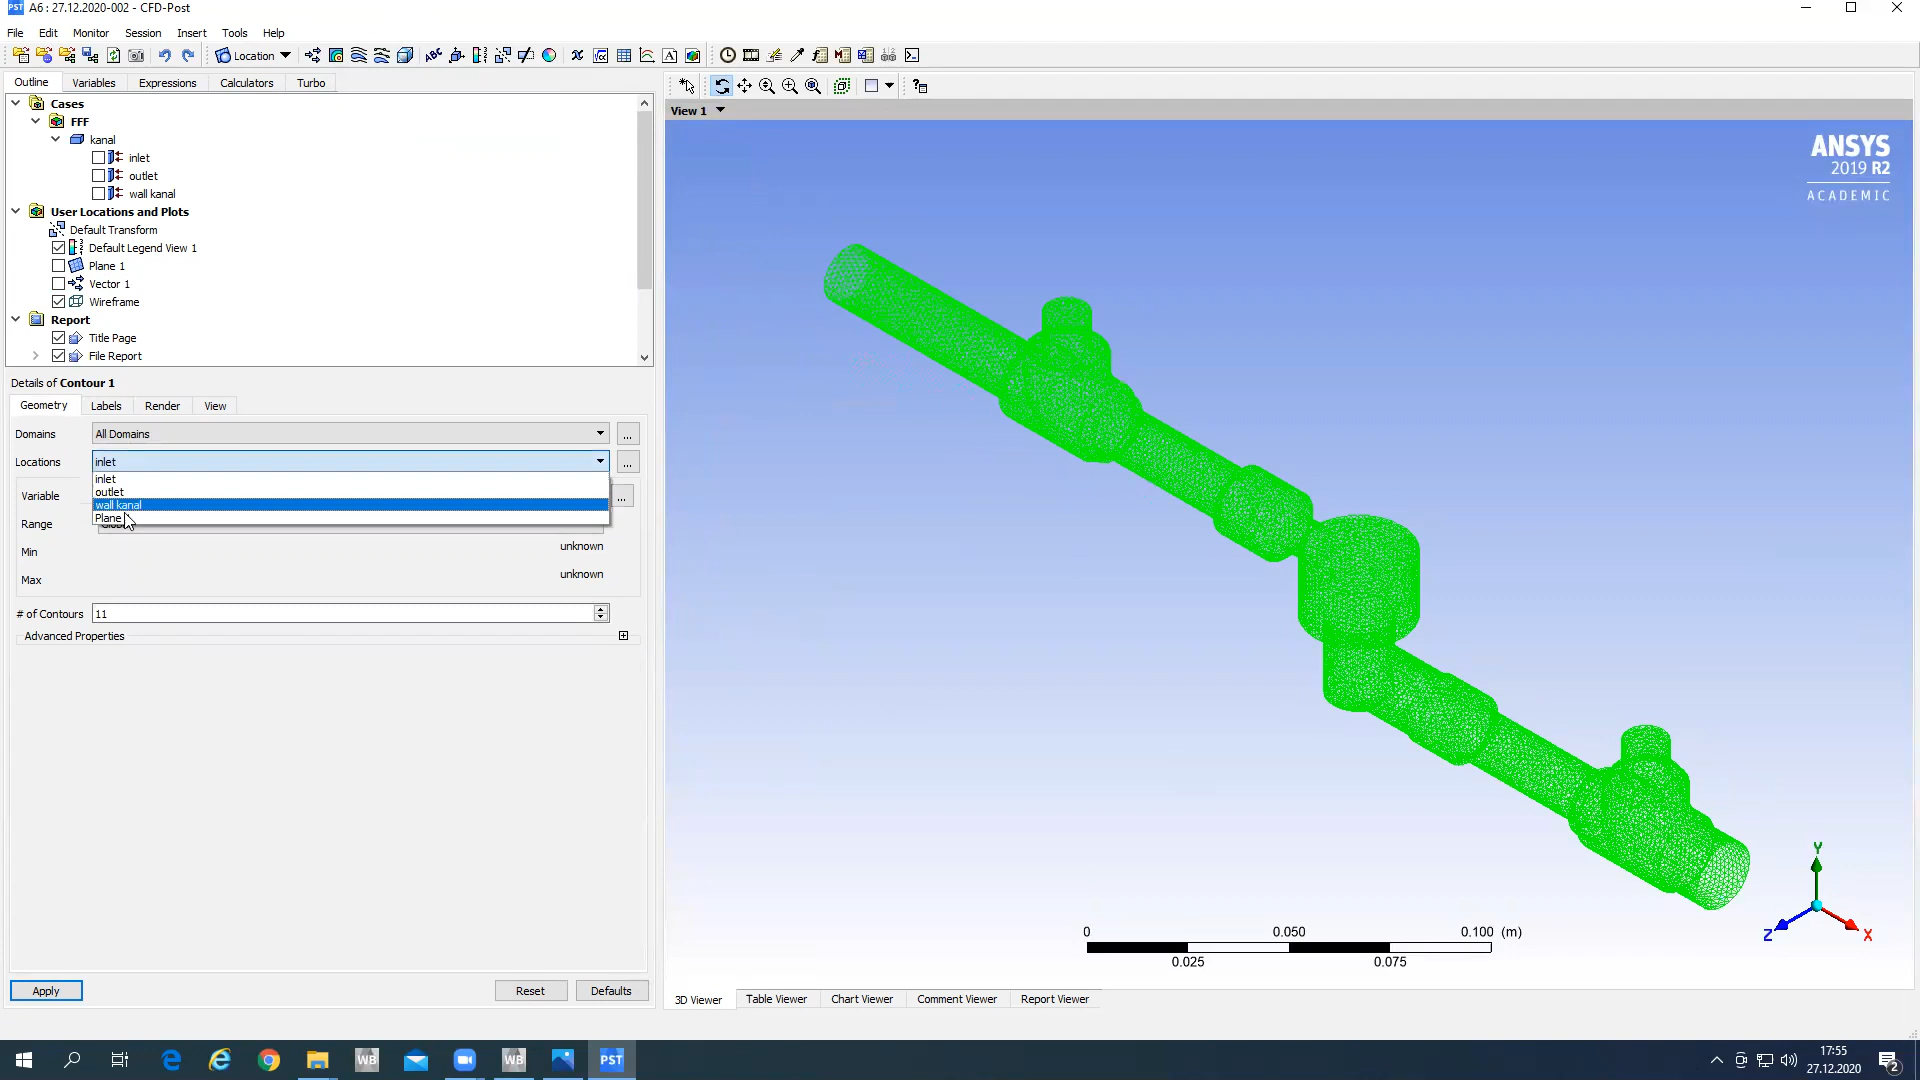 A6 : 27.12.2020-002 - CFD-Post
File Edit Monitor Session Insert Tools Help
Location
Outline Variables Expressions Calculators Turbo
Cases
FFF
kanal
inlet
outlet
wall kanal
User Locations and Plots
Default Transform
Default Legend View 1
Plane 1
Vector 1
Wireframe
Report
Title Page
File Report
Details of Contour 1
Geometry Labels Render View
Domains All Domains ...
Locations inlet ...
inlet
outlet
wall kanal
Plane
Variable ...
Range
Min unknown
Max unknown
# of Contours 11
Advanced Properties
Apply Reset Defaults
View 1
ANSYS
2019 R2
ACADEMIC
0 0.050 0.100 (m)
0.025 0.075
Y
Z X
3D Viewer Table Viewer Chart Viewer Comment Viewer Report Viewer
WB WB PST
17:55
27.12.2020
2